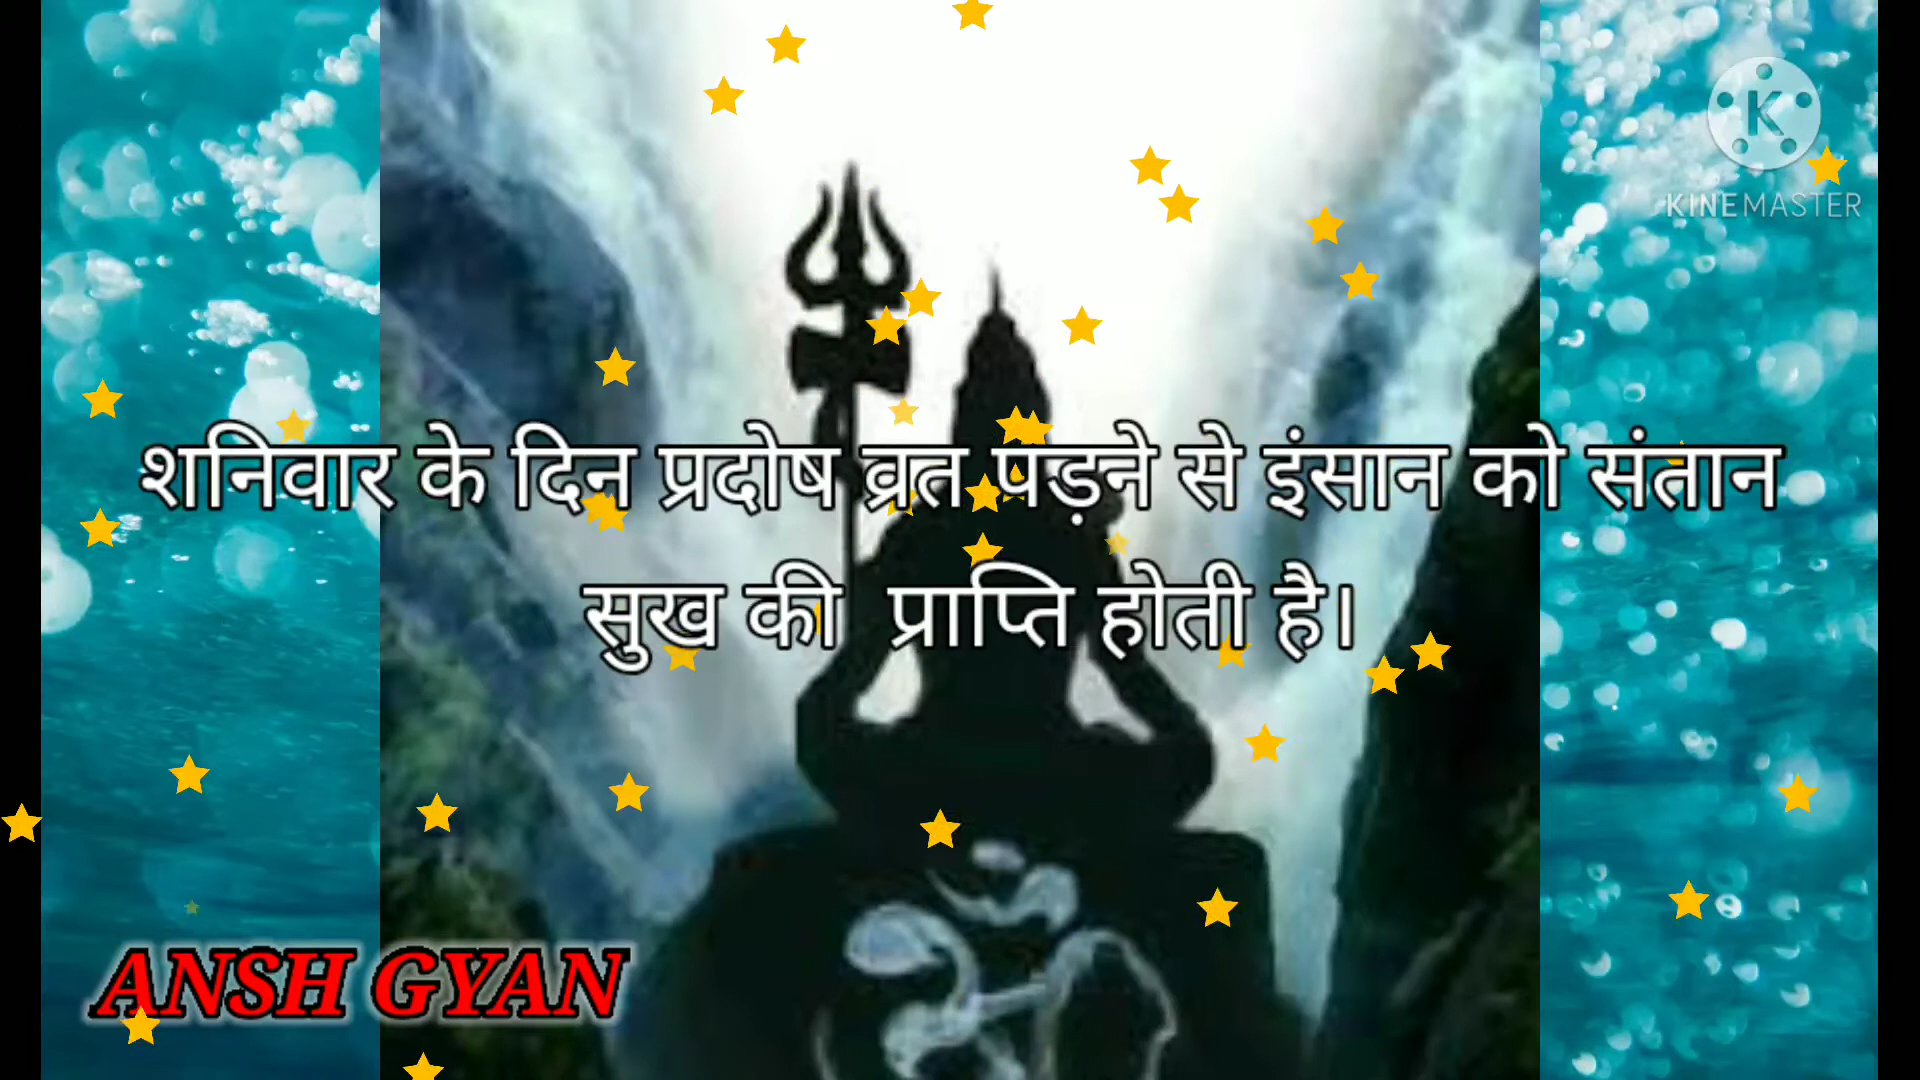 KINEMASTER
शनिवार के दिन प्रदोष व्रत पड़ने से इंसान को संतान
सुख की प्राप्ति होती है।
ANSH GYAN